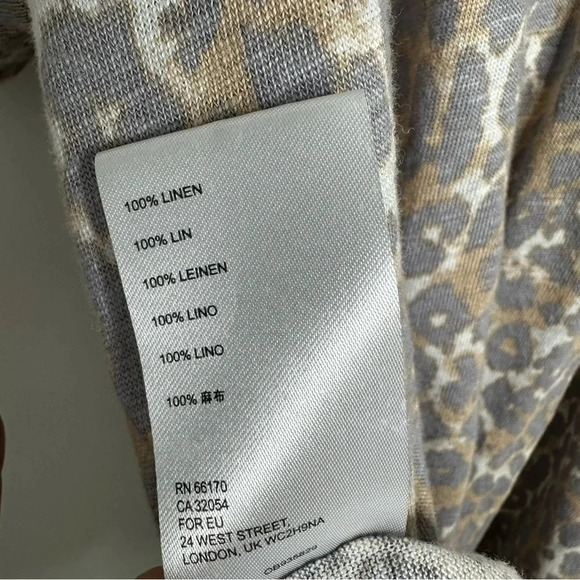 100% LINEN
100% LIN
100% LEINEN
100% LINO
100% LINO
100% 麻布
RN 66170
CA 32054
FOR EU
24 WEST STREET,
LONDON, UK WC2H9NA